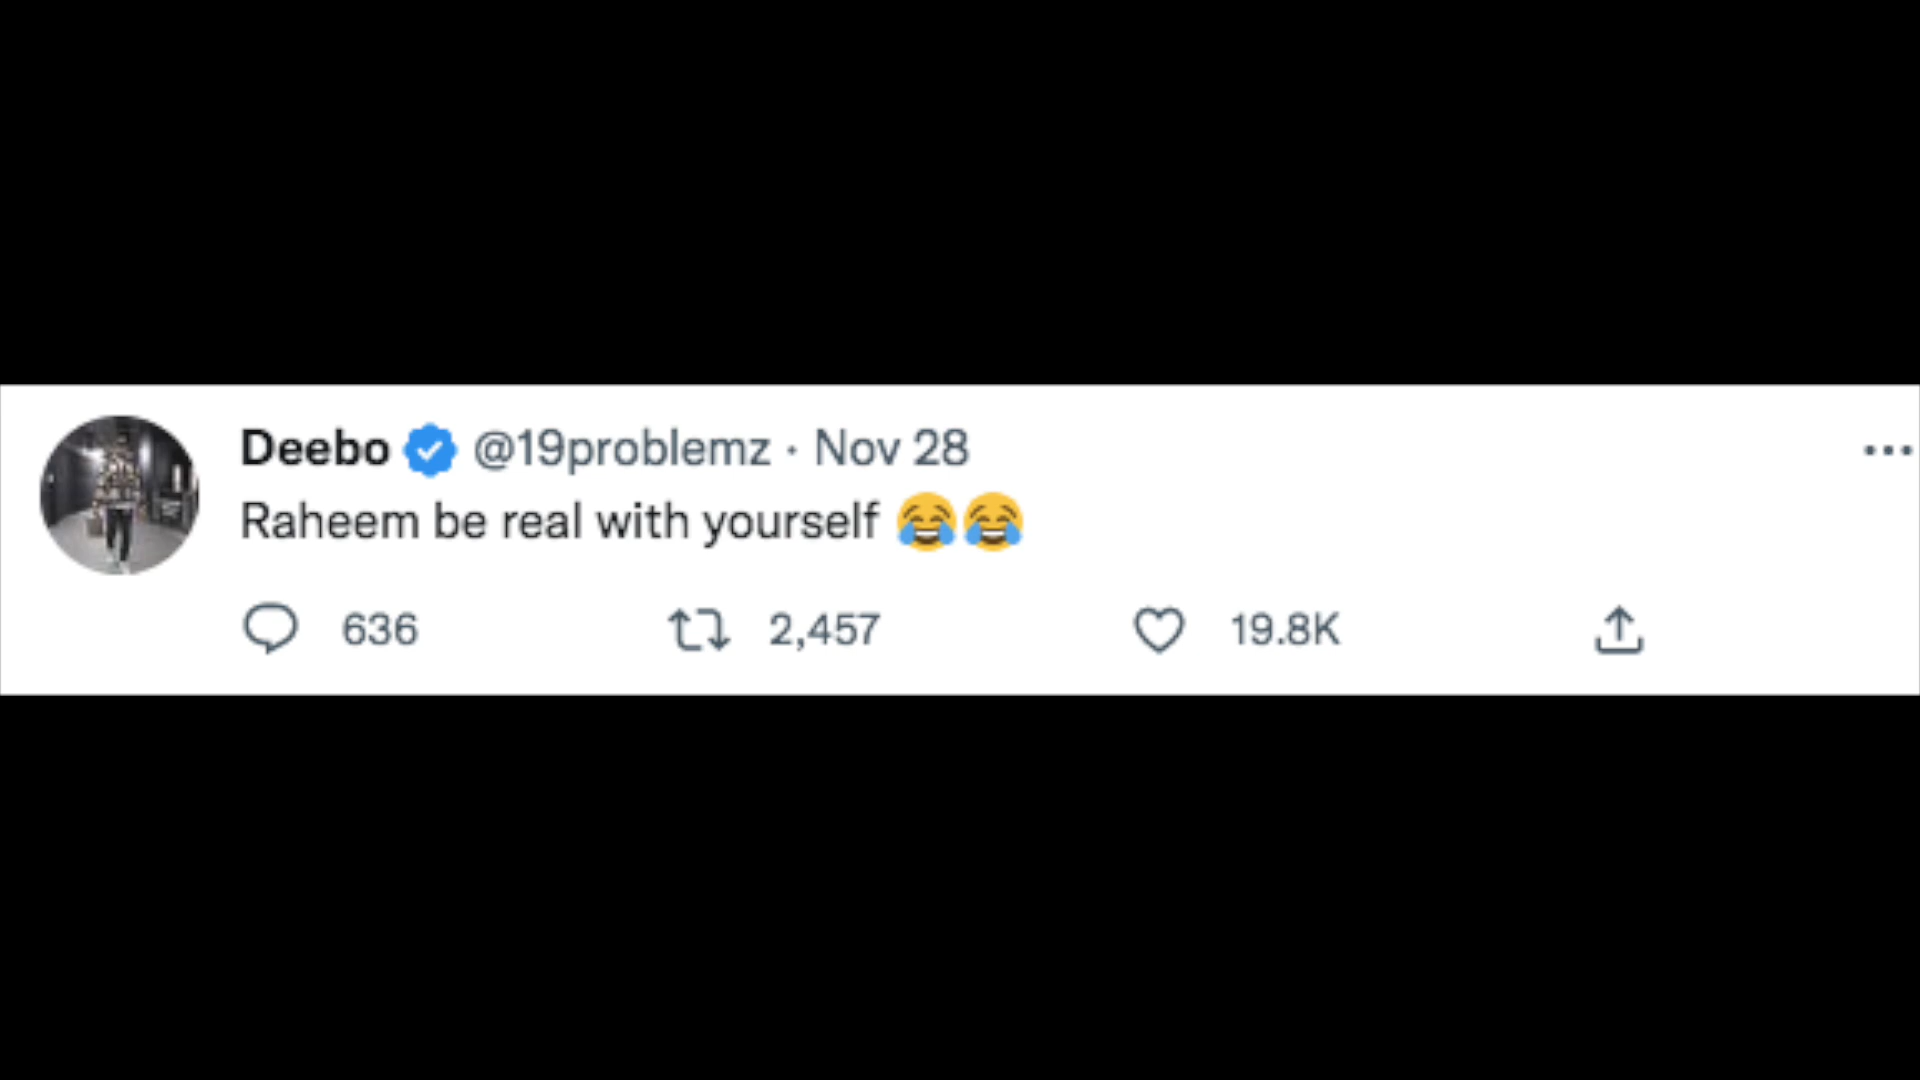 Deebo @19problemz · Nov 28
Raheem be real with yourself 😂😂
636 2,457 19.8K